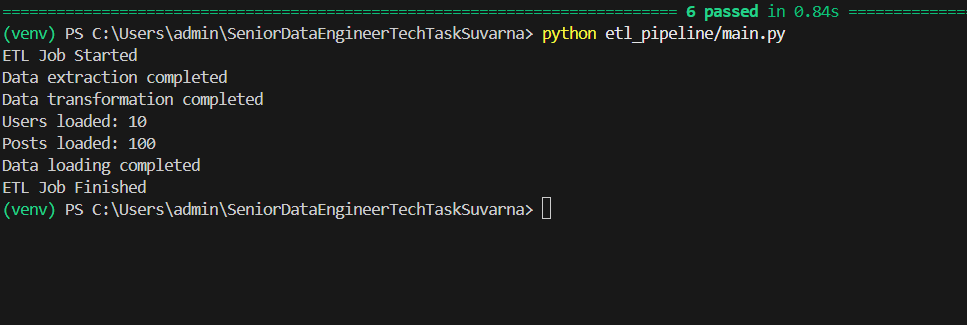 ============================================================================ 6 passed in 0.84s =============
(venv) PS C:\Users\admin\SeniorDataEngineerTechTaskSuvarna> python etl_pipeline/main.py
ETL Job Started
Data extraction completed
Data transformation completed
Users loaded: 10
Posts loaded: 100
Data loading completed
ETL Job Finished
(venv) PS C:\Users\admin\SeniorDataEngineerTechTaskSuvarna>